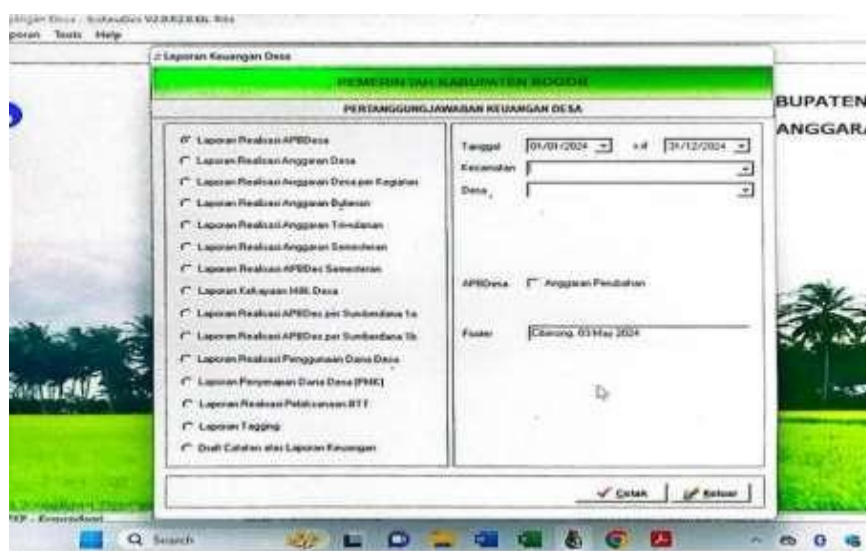 Tools Help
Laporan Keuangan Desa
PEMERINTAH KABUPATEN BOGOR
PERTANGGUNGJAWABAN KEUANGAN DESA
BUPATEN
ANGGARA
Laporan Realisasi APBDesa
Laporan Realisasi Anggaran Desa
Laporan Realisasi Anggaran Desa per Kegiatan
Laporan Realisasi Anggaran Bulanan
Laporan Realisasi Anggaran Triwulanan
Laporan Realisasi Anggaran Semesteran
Laporan Realisasi APBDes Semesteran
Laporan Kekayaan Milik Desa
Laporan Realisasi APBDes per Sumberdana 1a
Laporan Realisasi APBDes per Sumberdana 1b
Laporan Realisasi Penggunaan Dana Desa
Laporan Penyerapan Dana Desa (PMK)
Laporan Realisasi Pelaksanaan BTT
Laporan Tagging
Draft Catatan atas Laporan Keuangan
Tanggal 01/01/2024 s.d 31/12/2024
Kecamatan
Desa
APBDesa Anggaran Perubahan
Footer Cibinong, 03 May 2024
Cetak Keluar
Search